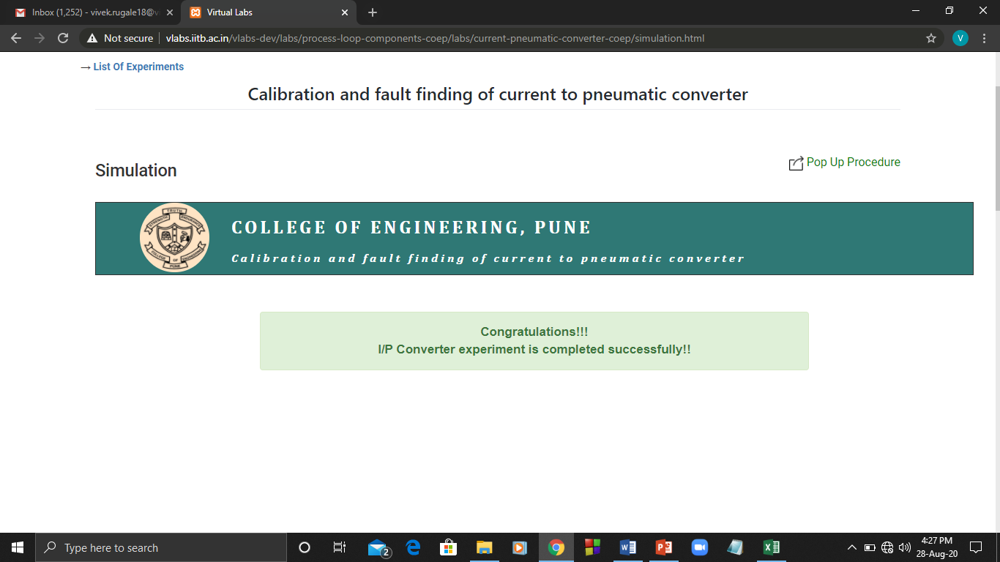 Inbox (1,252) - vivek.rugale18@v
Virtual Labs
Not secure
vlabs.iitb.ac.in/vlabs-dev/labs/process-loop-components-coep/labs/current-pneumatic-converter-coep/simulation.html
V
→ List Of Experiments
Calibration and fault finding of current to pneumatic converter
Pop Up Procedure
Simulation
TRUTH
STRENGTH
ENDURANCE
COLLEGE OF ENGINEERING
PUNE
COLLEGE OF ENGINEERING, PUNE
Calibration and fault finding of current to pneumatic converter
Congratulations!!!
I/P Converter experiment is completed successfully!!
Type here to search
2
4:27 PM
28-Aug-20